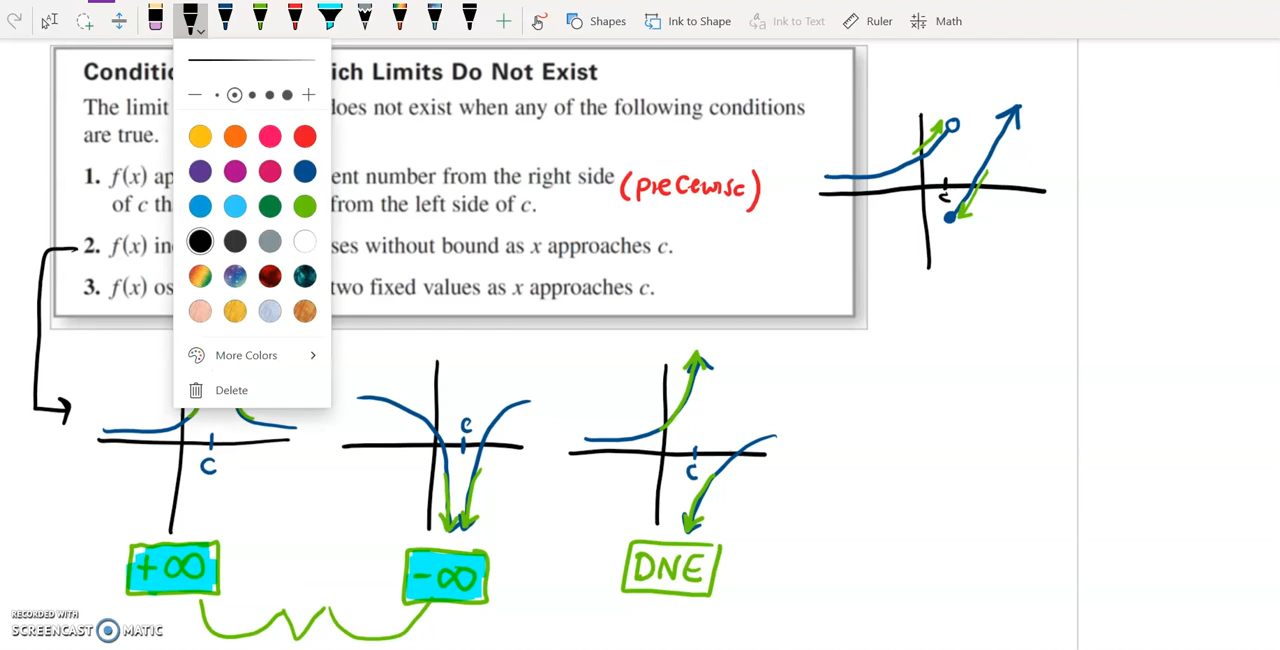 Shapes Ink to Shape Ink to Text Ruler Math
Conditi ich Limits Do Not Exist
The limit oes not exist when any of the following conditions
are true.
1. f(x) ap ent number from the right side
of c th from the left side of c.
(piecewise)
c
2. f(x) in ses without bound as x approaches c.
3. f(x) os two fixed values as x approaches c.
More Colors
Delete
c
c
c
+∞
-∞
DNE
RECORDED WITH
SCREENCAST MATIC